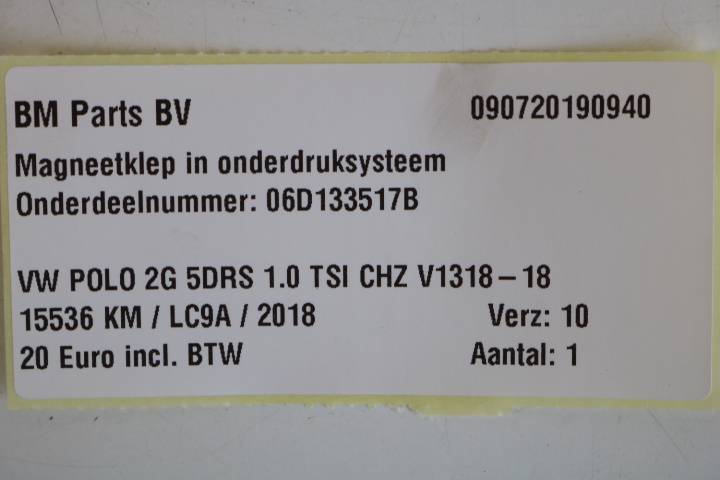 BM Parts BV 090720190940
Magneetklep in onderdruksysteem
Onderdeelnummer: 06D133517B
VW POLO 2G 5DRS 1.0 TSI CHZ V1318 – 18
15536 KM / LC9A / 2018 Verz: 10
20 Euro incl. BTW Aantal: 1